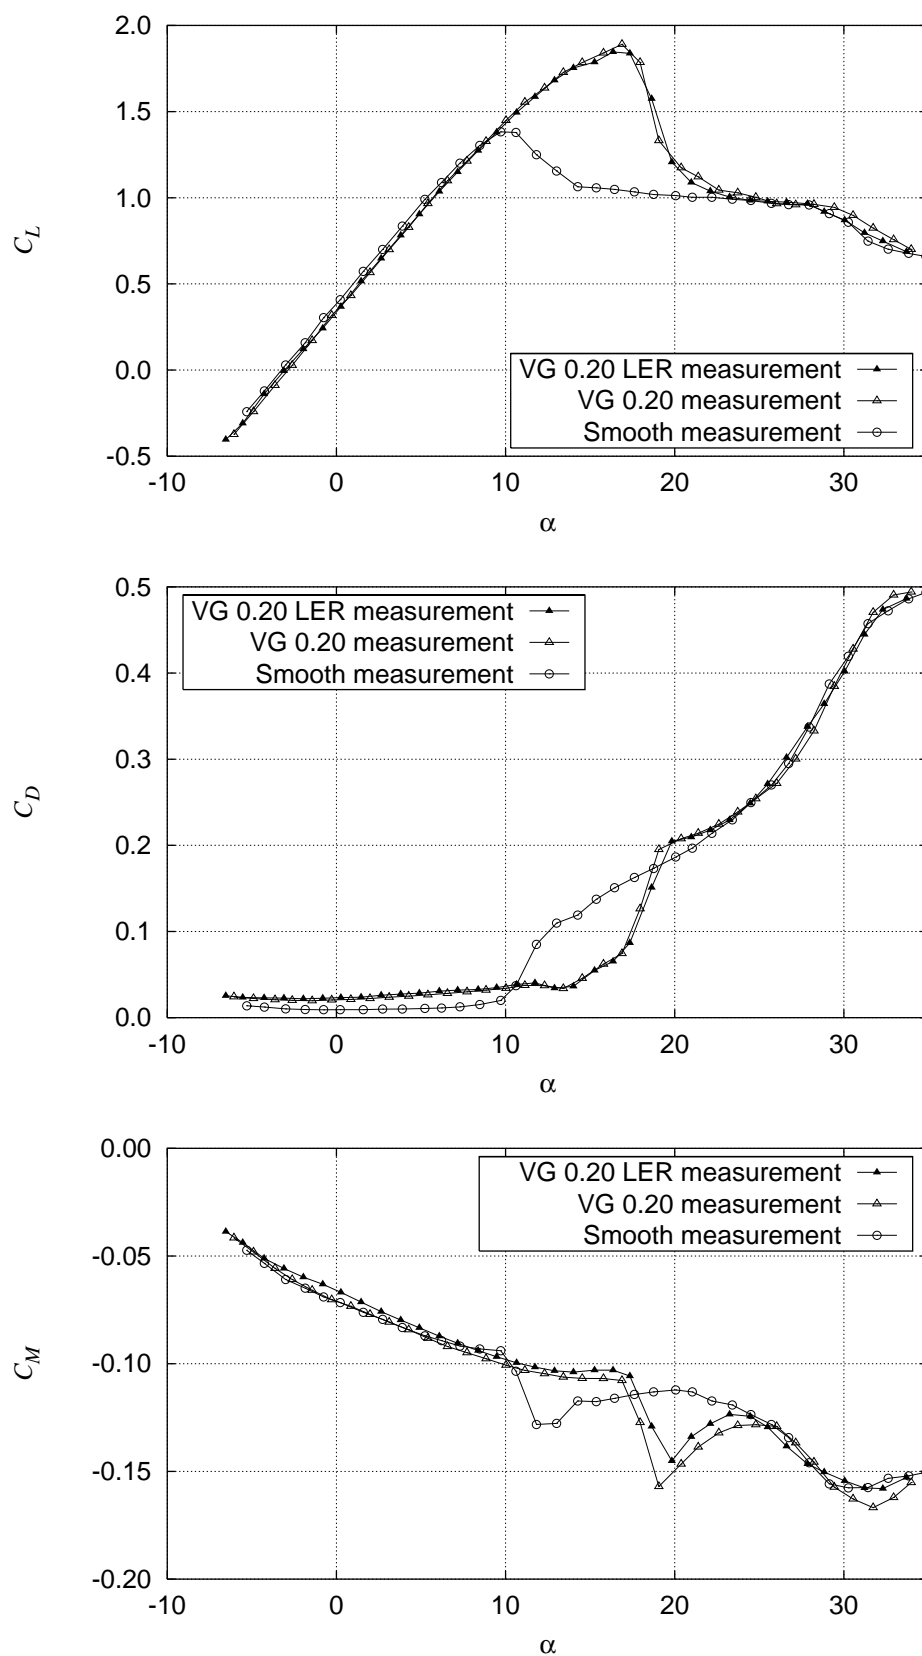 2.0
1.5
1.0
0.5
0.0
-0.5
C_L
VG 0.20 LER measurement
VG 0.20 measurement
Smooth measurement
-10 0 10 20 30
α
0.5
0.4
0.3
0.2
0.1
0.0
C_D
VG 0.20 LER measurement
VG 0.20 measurement
Smooth measurement
-10 0 10 20 30
α
0.00
-0.05
-0.10
-0.15
-0.20
C_M
VG 0.20 LER measurement
VG 0.20 measurement
Smooth measurement
-10 0 10 20 30
α